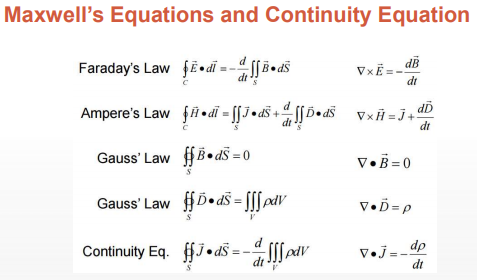 Maxwell's Equations and Continuity Equation
Faraday's Law ∮_C E⃗ • dl⃗ = - d/dt ∬_S B⃗ • dS⃗ ∇ × E⃗ = - dB⃗/dt
Ampere's Law ∮_C H⃗ • dl⃗ = ∬_S J⃗ • dS⃗ + d/dt ∬_S D⃗ • dS⃗ ∇ × H⃗ = J⃗ + dD⃗/dt
Gauss' Law ∯_S B⃗ • dS⃗ = 0 ∇ • B⃗ = 0
Gauss' Law ∯_S D⃗ • dS⃗ = ∭_V ρdV ∇ • D⃗ = ρ
Continuity Eq. ∯_S J⃗ • dS⃗ = - d/dt ∭_V ρdV ∇ • J⃗ = - dρ/dt